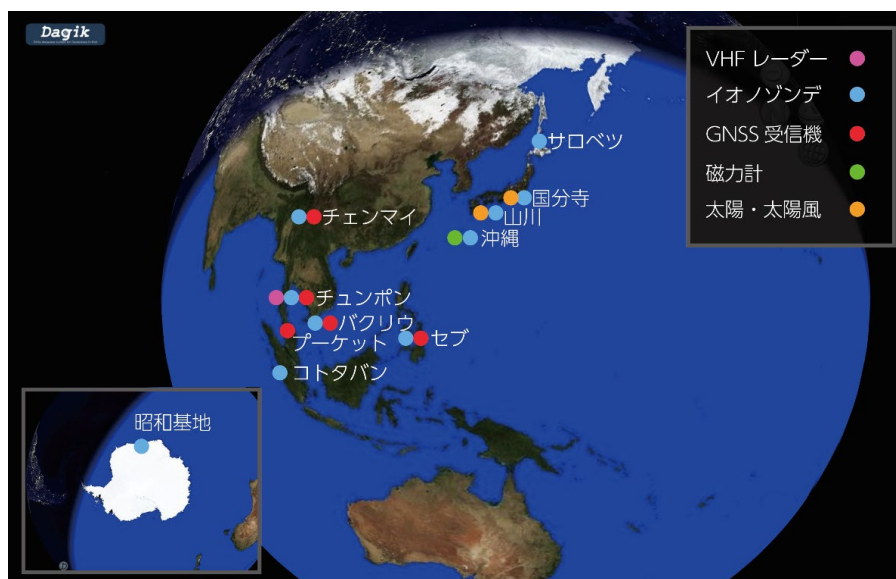 Dagik
VHF レーダー
イオノゾンデ
GNSS 受信機
磁力計
太陽・太陽風
サロベツ
国分寺
山川
沖縄
チェンマイ
チュンポン
バクリウ
プーケット
セブ
コトタバン
昭和基地